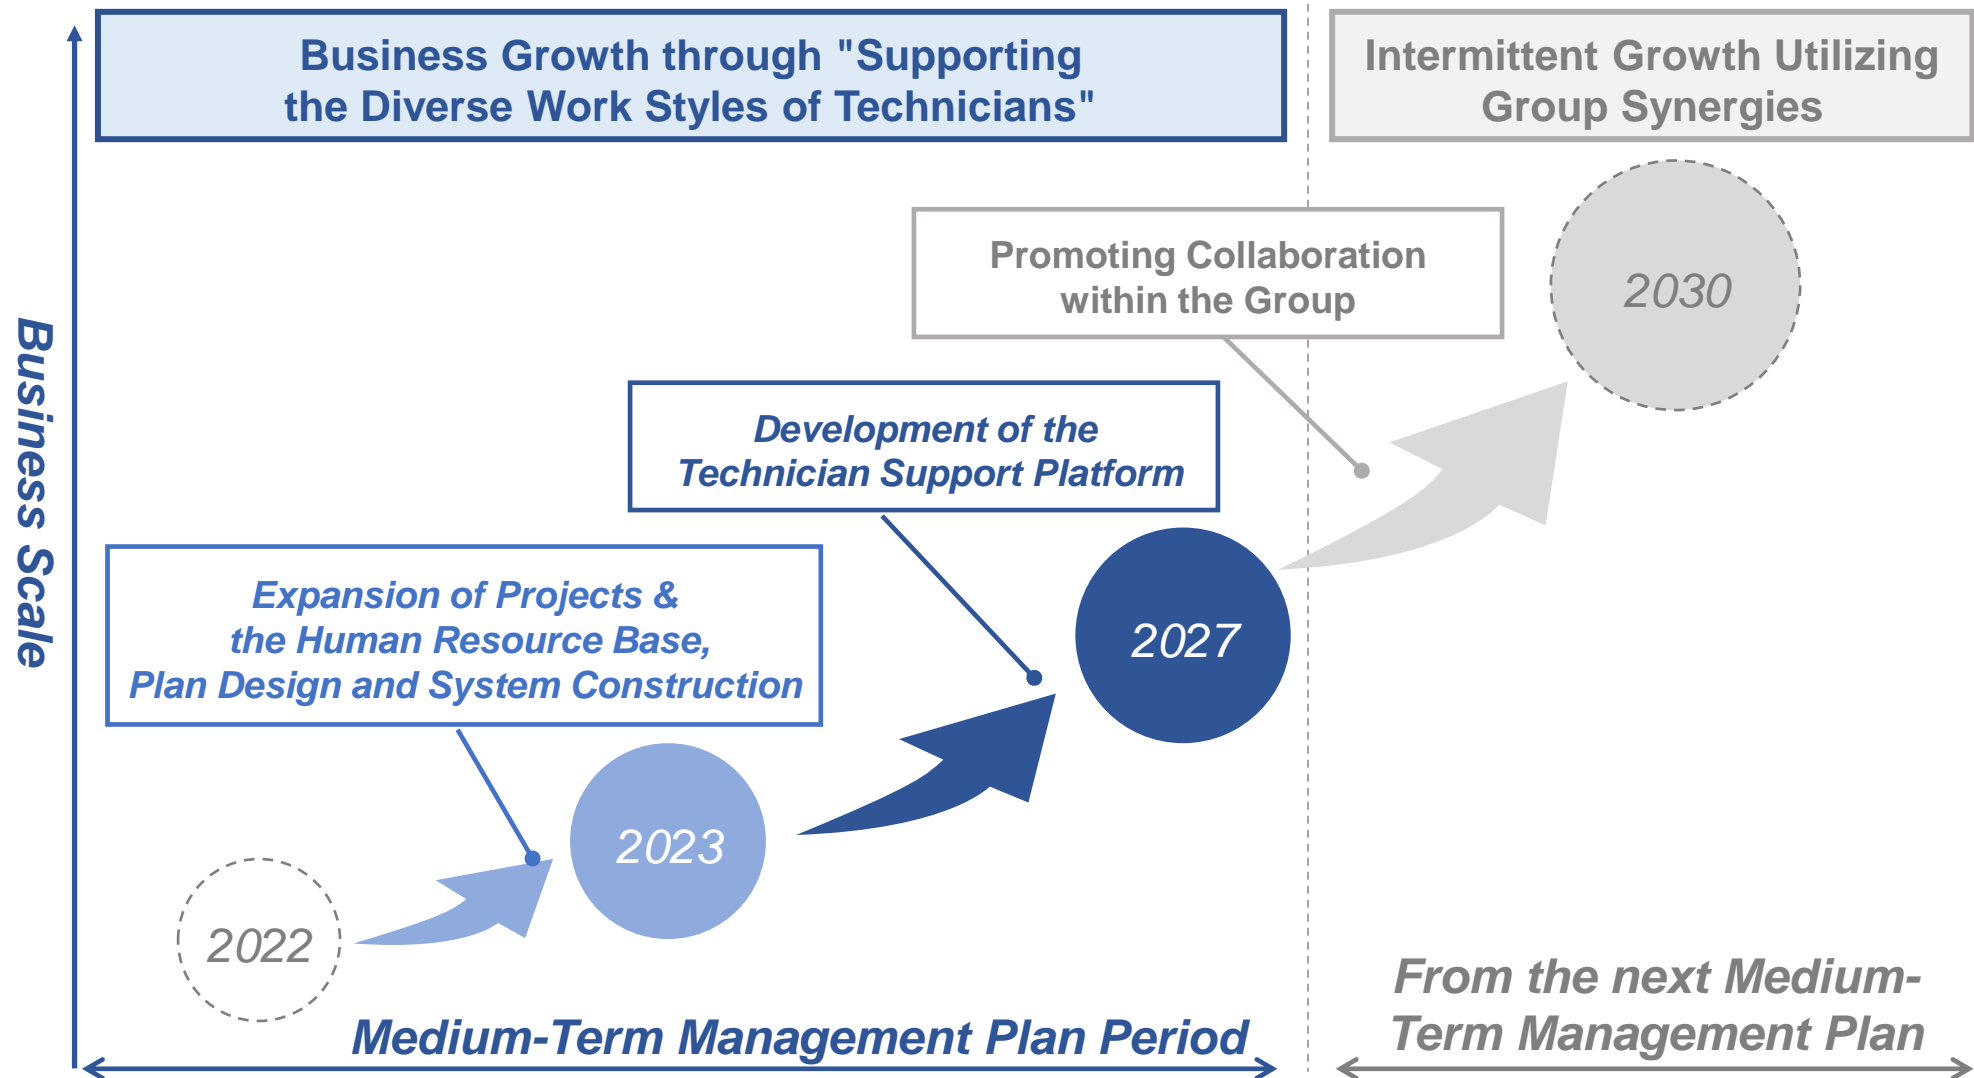 Business Growth through "Supporting
the Diverse Work Styles of Technicians"
Intermittent Growth Utilizing
Group Synergies
Promoting Collaboration
within the Group
2030
Business Scale
Development of the
Technician Support Platform
Expansion of Projects &
the Human Resource Base,
Plan Design and System Construction
2027
2023
2022
Medium-Term Management Plan Period
From the next Medium-
Term Management Plan